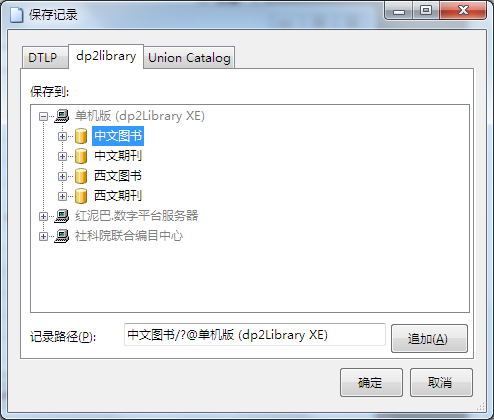 保存记录
DTLP dp2library Union Catalog
保存到:
单机版 (dp2Library XE)
中文图书
中文期刊
西文图书
西文期刊
红泥巴.数字平台服务器
社科院联合编目中心
记录路径(P): 中文图书/?@单机版 (dp2Library XE) 追加(A)
确定 取消